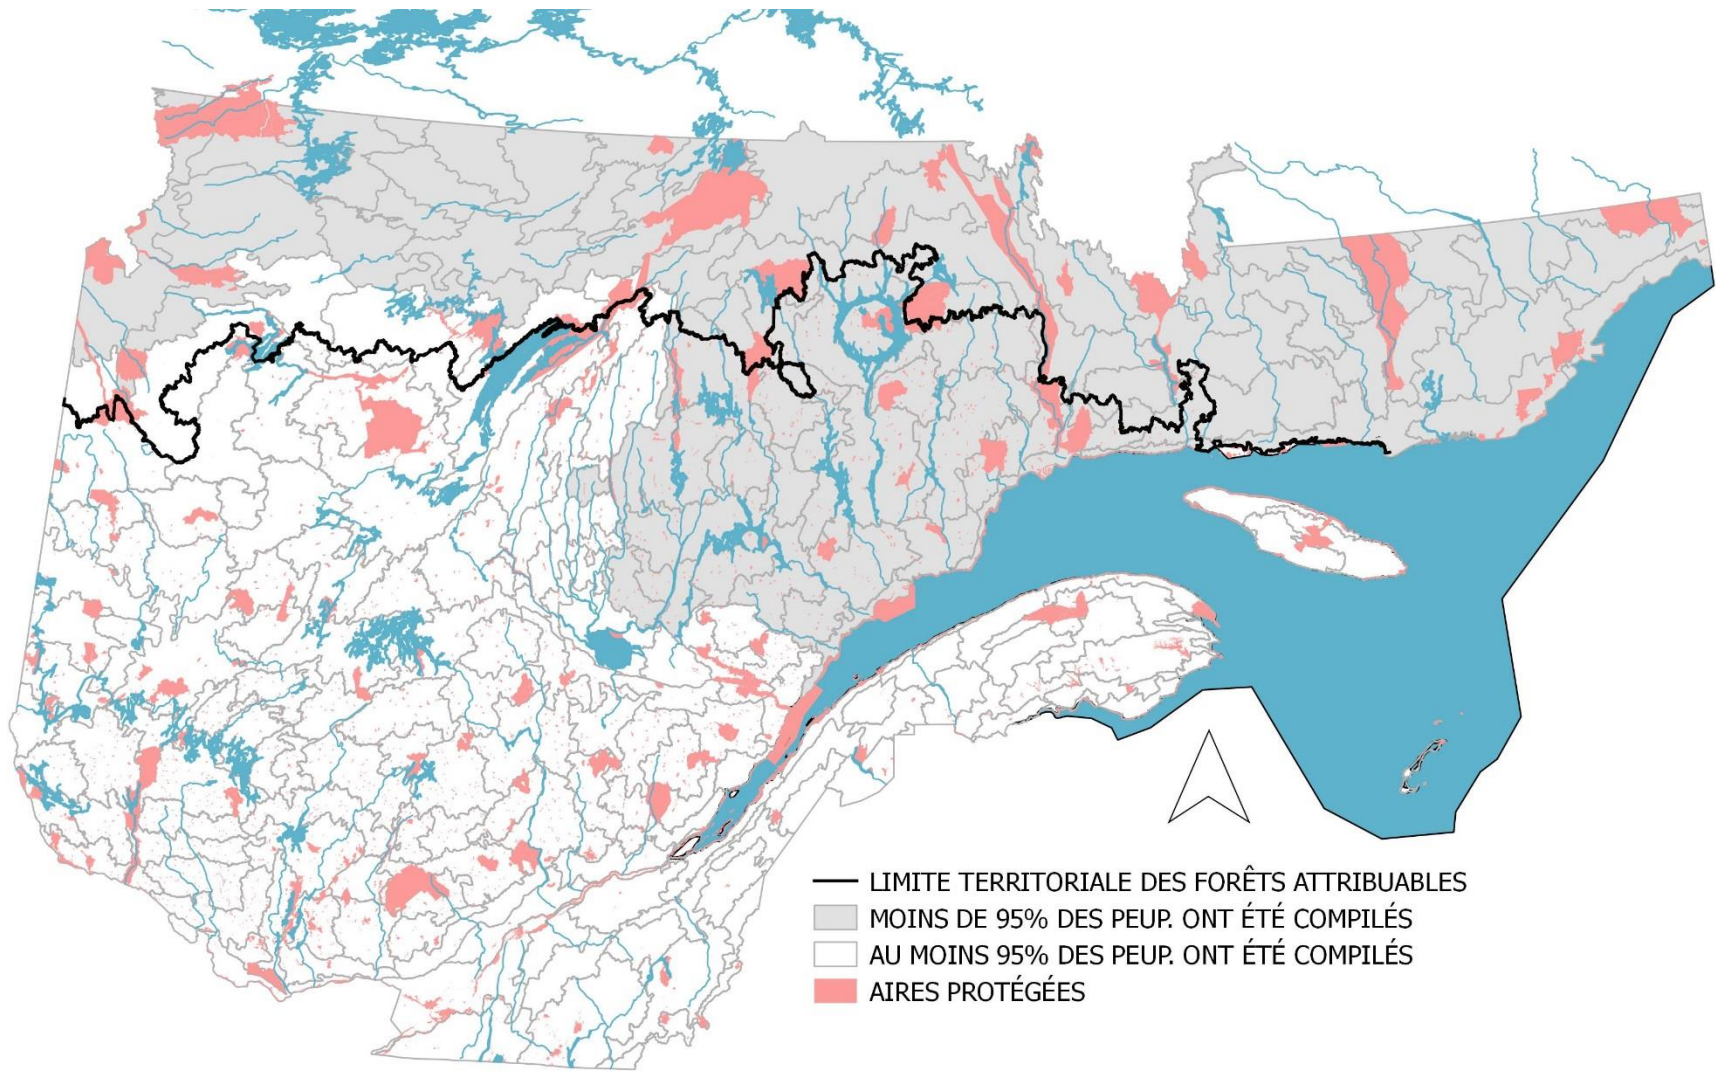 LIMITE TERRITORIALE DES FORÊTS ATTRIBUABLES
MOINS DE 95% DES PEUP. ONT ÉTÉ COMPILÉS
AU MOINS 95% DES PEUP. ONT ÉTÉ COMPILÉS
AIRES PROTÉGÉES